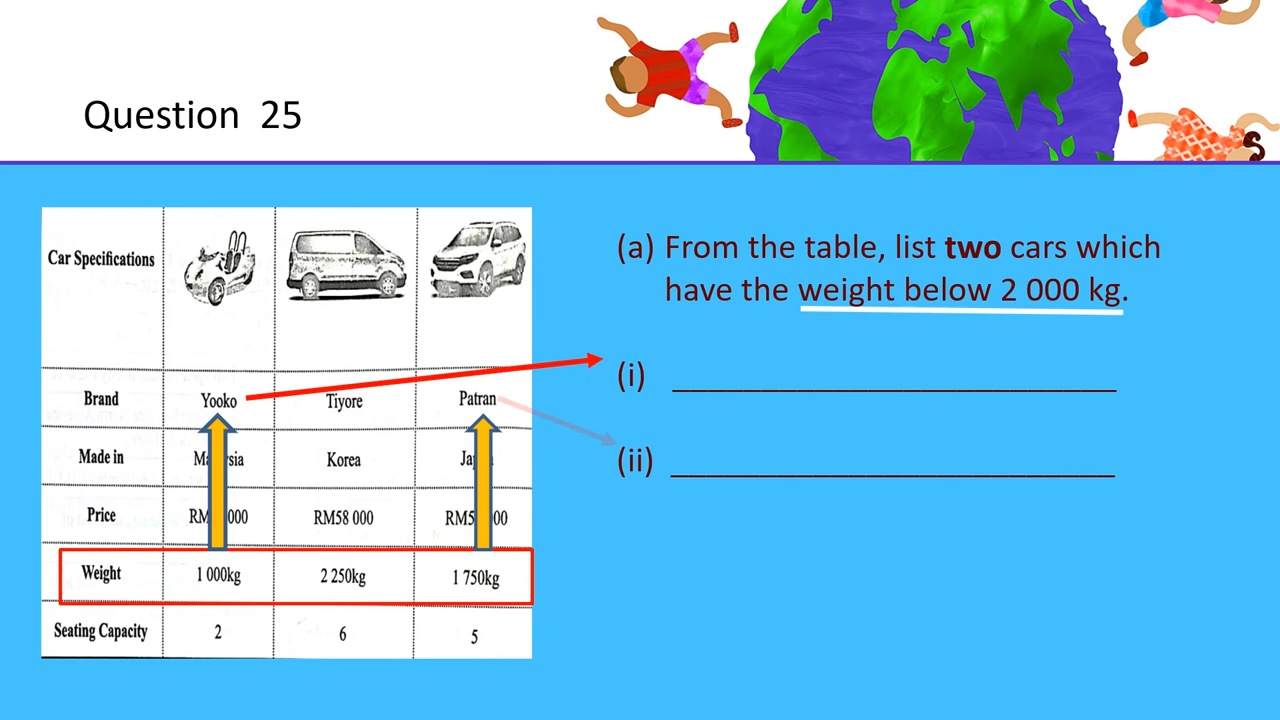 Question 25
Car Specifications
Brand Yooko Tiyore Patran
Made in Korea
Price RM58 000
Weight 1 000kg 2 250kg 1 750kg
Seating Capacity 2 6 5
(a) From the table, list two cars which
have the weight below 2 000 kg.
(i) ____________________________
(ii) ____________________________